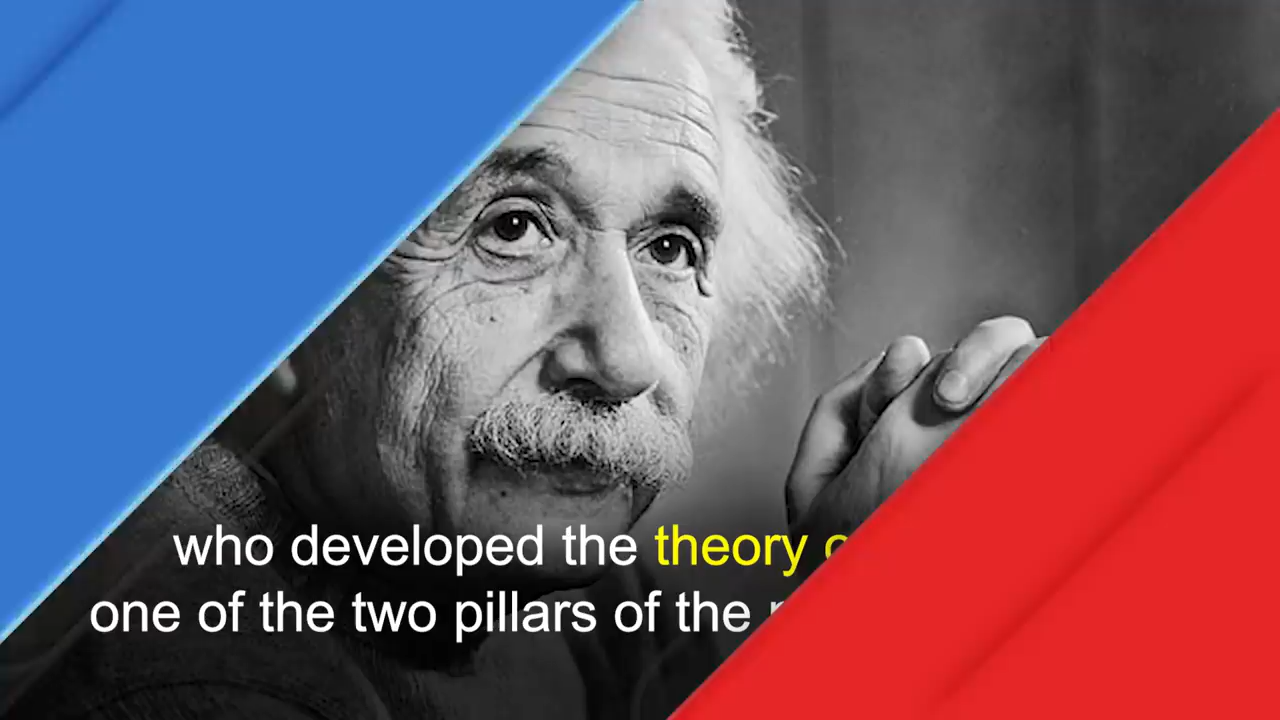 who developed the theory
one of the two pillars of the